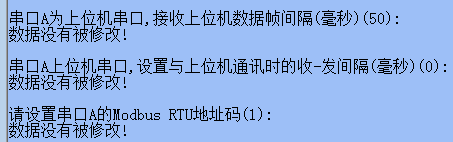 串口A为上位机串口,接收上位机数据帧间隔(毫秒)(50):
数据没有被修改!
串口A上位机串口,设置与上位机通讯时的收-发间隔(毫秒)(0):
数据没有被修改!
请设置串口A的Modbus RTU地址码(1):
数据没有被修改!